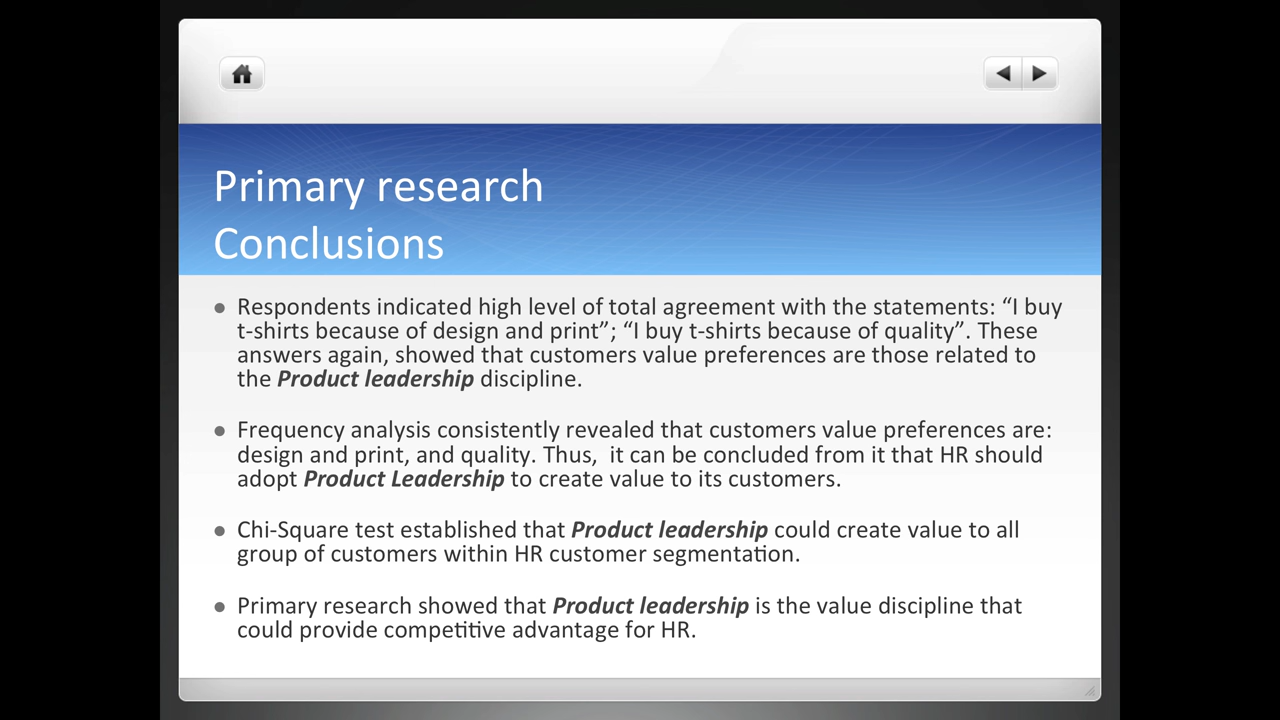 Primary research
Conclusions
● Respondents indicated high level of total agreement with the statements: “I buy
t-shirts because of design and print”; “I buy t-shirts because of quality”. These
answers again, showed that customers value preferences are those related to
the Product leadership discipline.
● Frequency analysis consistently revealed that customers value preferences are:
design and print, and quality. Thus,  it can be concluded from it that HR should
adopt Product Leadership to create value to its customers.
● Chi-Square test established that Product leadership could create value to all
group of customers within HR customer segmentation.
● Primary research showed that Product leadership is the value discipline that
could provide competitive advantage for HR.